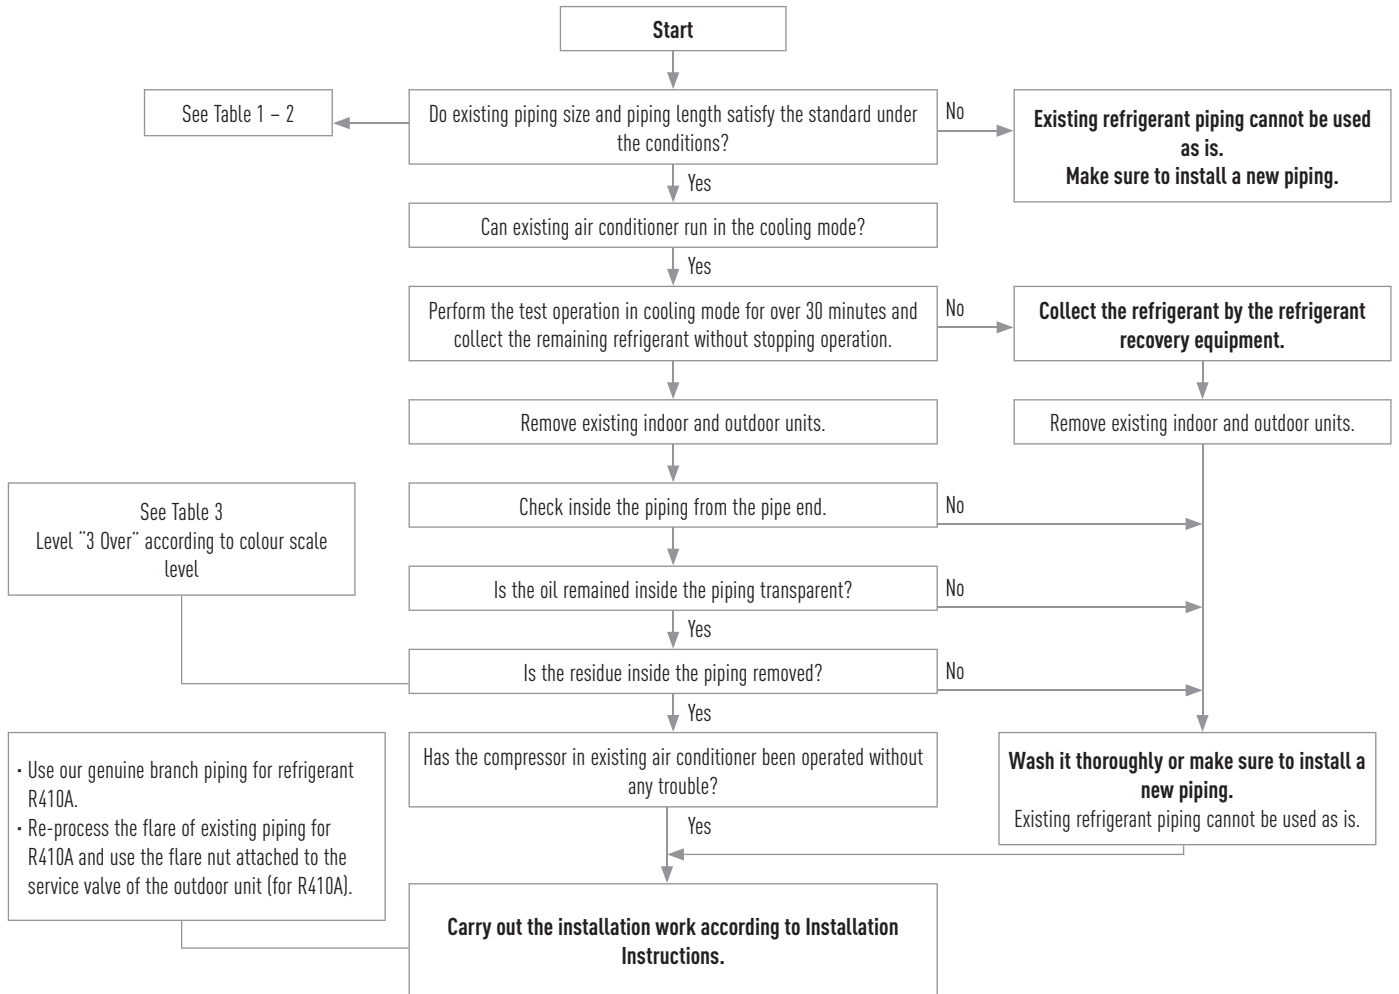 Start
See Table 1 – 2
Do existing piping size and piping length satisfy the standard under
the conditions?
No
Existing refrigerant piping cannot be used
as is.
Make sure to install a new piping.
Yes
Can existing air conditioner run in the cooling mode?
Yes
Perform the test operation in cooling mode for over 30 minutes and
collect the remaining refrigerant without stopping operation.
No
Collect the refrigerant by the refrigerant
recovery equipment.
Remove existing indoor and outdoor units.
Remove existing indoor and outdoor units.
See Table 3
Level "3 Over" according to colour scale
level
Check inside the piping from the pipe end.
No
Is the oil remained inside the piping transparent?
No
Yes
Is the residue inside the piping removed?
No
Yes
· Use our genuine branch piping for refrigerant
R410A.
· Re-process the flare of existing piping for
R410A and use the flare nut attached to the
service valve of the outdoor unit (for R410A).
Has the compressor in existing air conditioner been operated without
any trouble?
Wash it thoroughly or make sure to install a
new piping.
Existing refrigerant piping cannot be used as is.
Yes
Carry out the installation work according to Installation
Instructions.